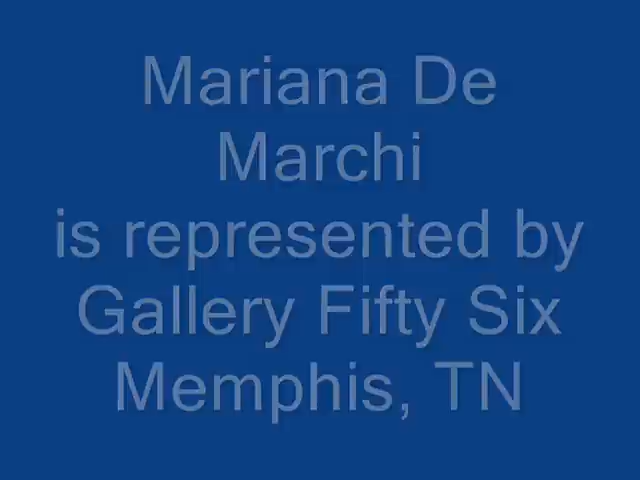 Mariana De
Marchi
is represented by
Gallery Fifty Six
Memphis, TN